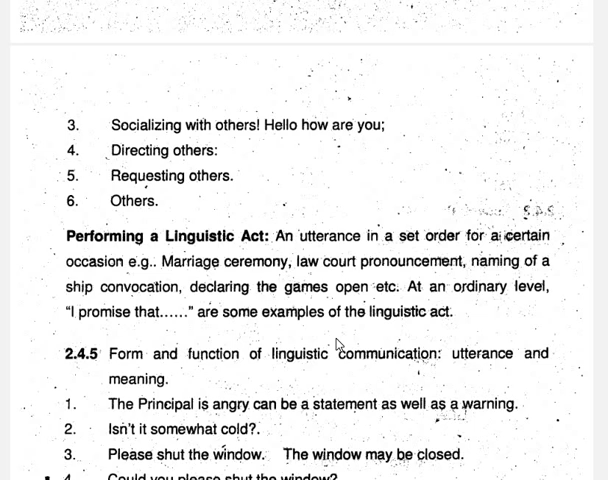 3. Socializing with others! Hello how are you;
4. Directing others:
5. Requesting others.
6. Others.
Performing a Linguistic Act: An utterance in a set order for a certain
occasion e.g.. Marriage ceremony, law court pronouncement, naming of a
ship convocation, declaring the games open etc. At an ordinary level,
"I promise that......" are some examples of the linguistic act.
2.4.5 Form and function of linguistic communication: utterance and
meaning.
1. The Principal is angry can be a statement as well as a warning.
2. Isn't it somewhat cold?.
3. Please shut the window. The window may be closed.
4. Could you please shut the window?